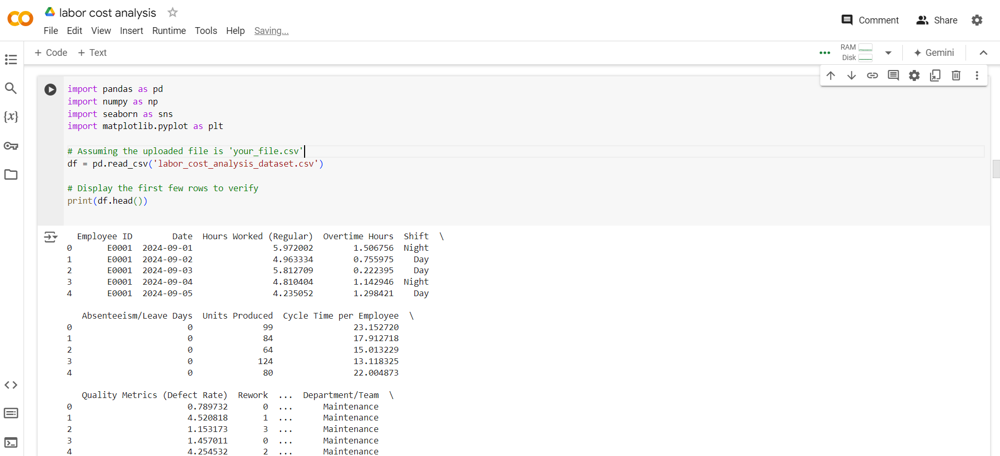 labor cost analysis
File Edit View Insert Runtime Tools Help Saving...
Comment Share
+ Code + Text
RAM
Disk
Gemini
import pandas as pd
import numpy as np
import seaborn as sns
import matplotlib.pyplot as plt
# Assuming the uploaded file is 'your_file.csv'
df = pd.read_csv('labor_cost_analysis_dataset.csv')
# Display the first few rows to verify
print(df.head())
Employee ID Date Hours Worked (Regular) Overtime Hours Shift \
0 E0001 2024-09-01 5.972002 1.506756 Night
1 E0001 2024-09-02 4.963334 0.755975 Day
2 E0001 2024-09-03 5.812709 0.222395 Day
3 E0001 2024-09-04 4.810404 1.142946 Night
4 E0001 2024-09-05 4.235052 1.298421 Day
Absenteeism/Leave Days Units Produced Cycle Time per Employee \
0 0 99 23.152720
1 0 84 17.912718
2 0 64 15.013229
3 0 124 13.118325
4 0 80 22.004873
Quality Metrics (Defect Rate) Rework ... Department/Team \
0 0.789732 0 ... Maintenance
1 4.520818 1 ... Maintenance
2 1.153173 3 ... Maintenance
3 1.457011 0 ... Maintenance
4 4.254532 2 ... Maintenance